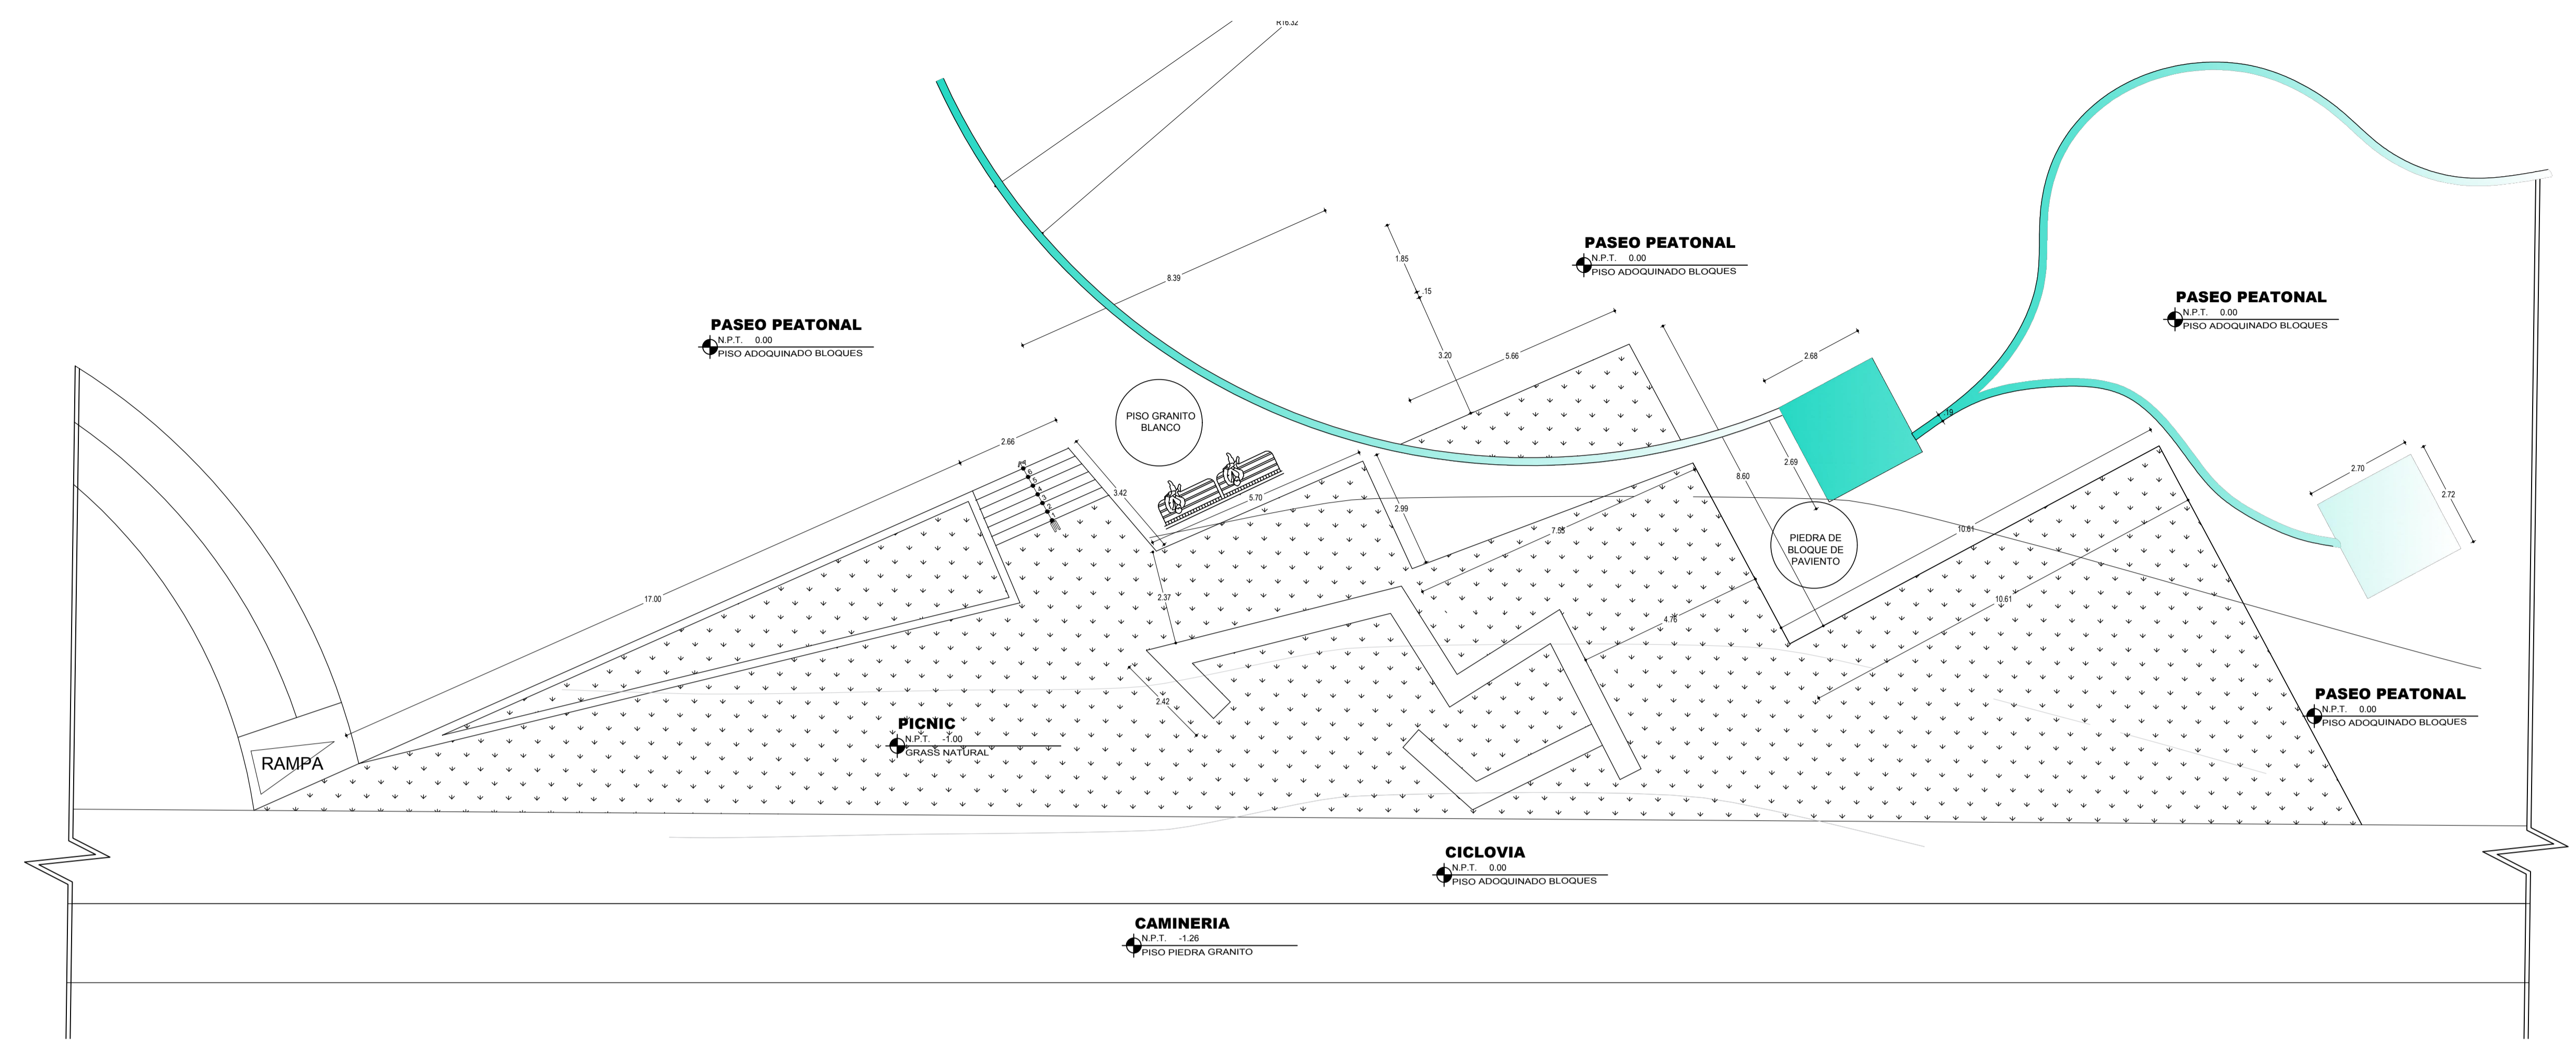 R16.32
PASEO PEATONAL
N.P.T. 0.00
PISO ADOQUINADO BLOQUES
PASEO PEATONAL
N.P.T. 0.00
PISO ADOQUINADO BLOQUES
PASEO PEATONAL
N.P.T. 0.00
PISO ADOQUINADO BLOQUES
8.39
1.85
.15
3.20
5.66
2.68
.19
PISO GRANITO
BLANCO
2.66
3.42
5.70
2.99
7.55
8.60
2.69
PIEDRA DE
BLOQUE DE
PAVIENTO
10.61
10.61
2.70
2.72
17.00
2.37
4.76
2.42
RAMPA
PICNIC
N.P.T. -1.00
GRASS NATURAL
PASEO PEATONAL
N.P.T. 0.00
PISO ADOQUINADO BLOQUES
CICLOVIA
N.P.T. 0.00
PISO ADOQUINADO BLOQUES
CAMINERIA
N.P.T. -1.26
PISO PIEDRA GRANITO